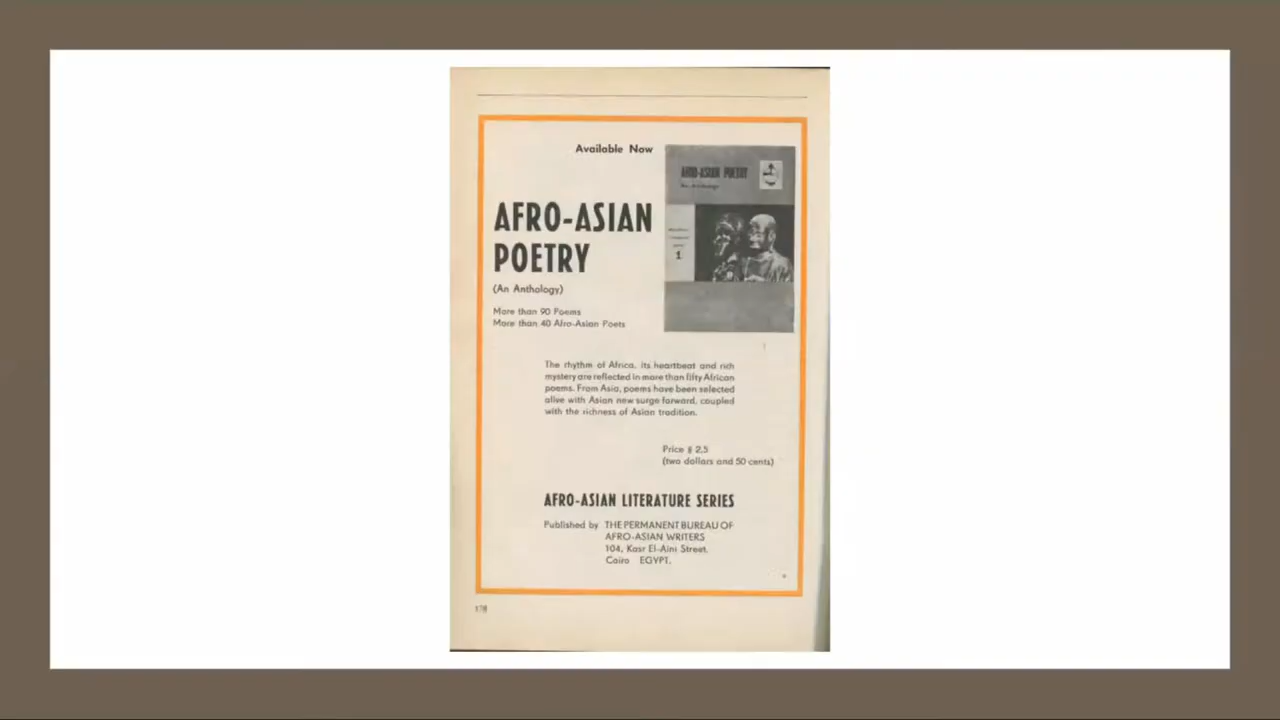 Available Now
AFRO-ASIAN
POETRY
(An Anthology)
More than 90 Poems
More than 40 Afro-Asian Poets
AFRO-ASIAN POETRY
An Anthology
1
The rhythm of Africa, its heartbeat and rich
mystery are reflected in more than fifty African
poems. From Asia, poems have been selected
alive with Asian new surge forward, coupled
with the richness of Asian tradition.
Price $ 2,5
(two dollars and 50 cents)
AFRO-ASIAN LITERATURE SERIES
Published by THE PERMANENT BUREAU OF
AFRO-ASIAN WRITERS
104, Kasr El-Aini Street,
Cairo EGYPT.